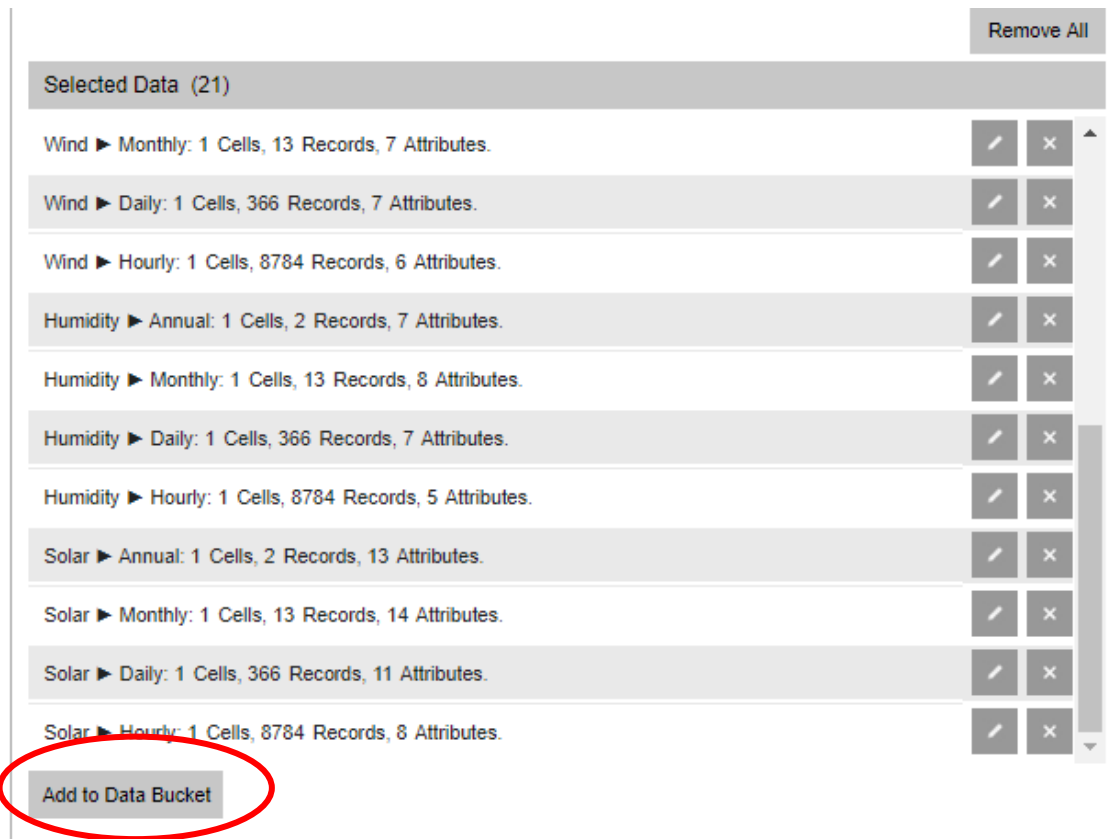 Remove All
Selected Data (21)
Wind ► Monthly: 1 Cells, 13 Records, 7 Attributes.
Wind ► Daily: 1 Cells, 366 Records, 7 Attributes.
Wind ► Hourly: 1 Cells, 8784 Records, 6 Attributes.
Humidity ► Annual: 1 Cells, 2 Records, 7 Attributes.
Humidity ► Monthly: 1 Cells, 13 Records, 8 Attributes.
Humidity ► Daily: 1 Cells, 366 Records, 7 Attributes.
Humidity ► Hourly: 1 Cells, 8784 Records, 5 Attributes.
Solar ► Annual: 1 Cells, 2 Records, 13 Attributes.
Solar ► Monthly: 1 Cells, 13 Records, 14 Attributes.
Solar ► Daily: 1 Cells, 366 Records, 11 Attributes.
Solar ► Hourly: 1 Cells, 8784 Records, 8 Attributes.
Add to Data Bucket